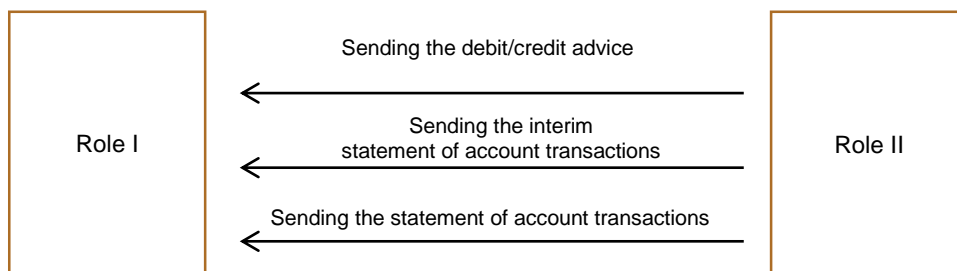 Sending the debit/credit advice
Role I
Sending the interim
statement of account transactions
Role II
Sending the statement of account transactions